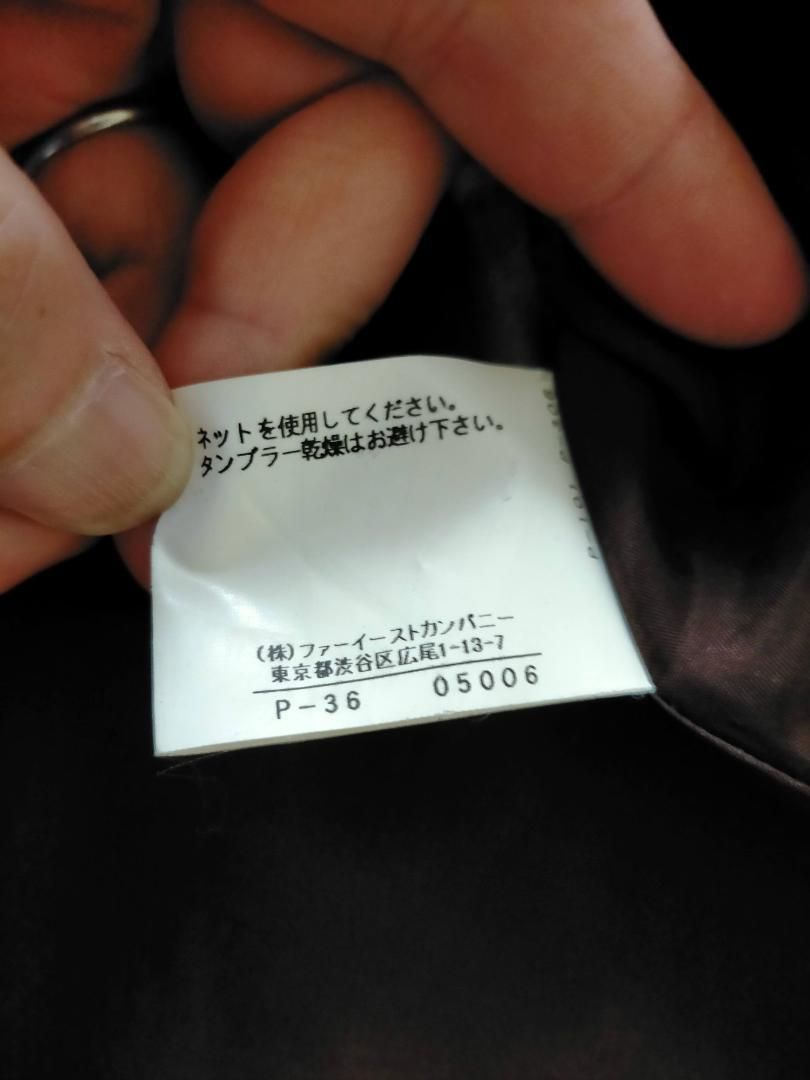 ネットを使用してください。
タンブラー乾燥はお避け下さい。
(株)ファーイーストカンパニー
東京都渋谷区広尾1-13-7
P-36 05006